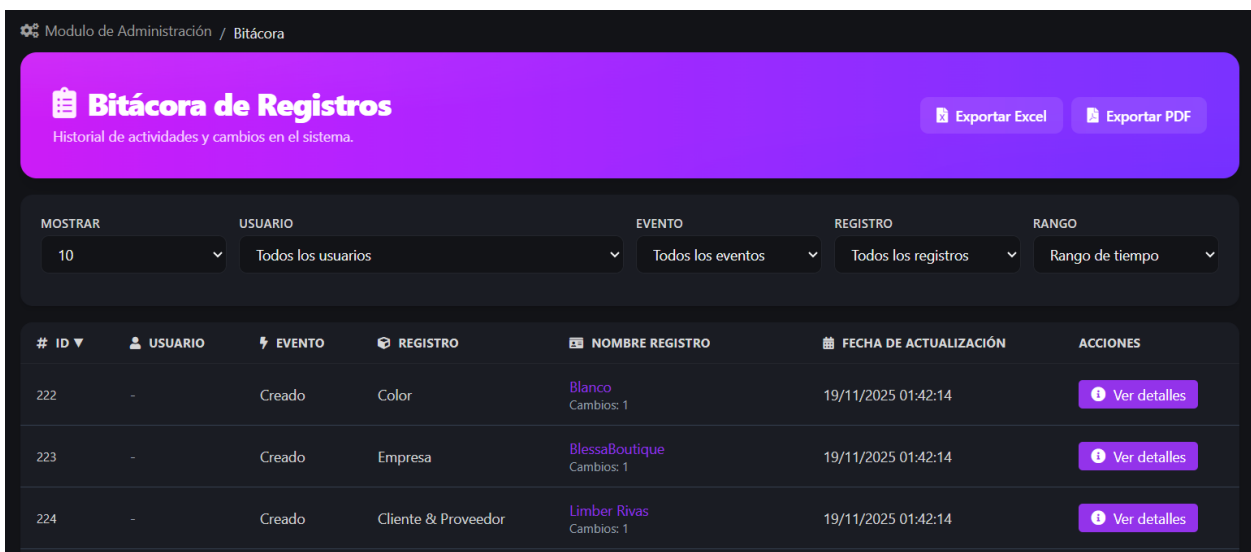 Modulo de Administración / Bitácora
Bitácora de Registros
Historial de actividades y cambios en el sistema.
Exportar Excel Exportar PDF
MOSTRAR USUARIO EVENTO REGISTRO RANGO
10 Todos los usuarios Todos los eventos Todos los registros Rango de tiempo
# ID ▼ USUARIO EVENTO REGISTRO NOMBRE REGISTRO FECHA DE ACTUALIZACIÓN ACCIONES
222 - Creado Color Blanco 19/11/2025 01:42:14 Ver detalles
Cambios: 1
223 - Creado Empresa BlessaBoutique 19/11/2025 01:42:14 Ver detalles
Cambios: 1
224 - Creado Cliente & Proveedor Limber Rivas 19/11/2025 01:42:14 Ver detalles
Cambios: 1